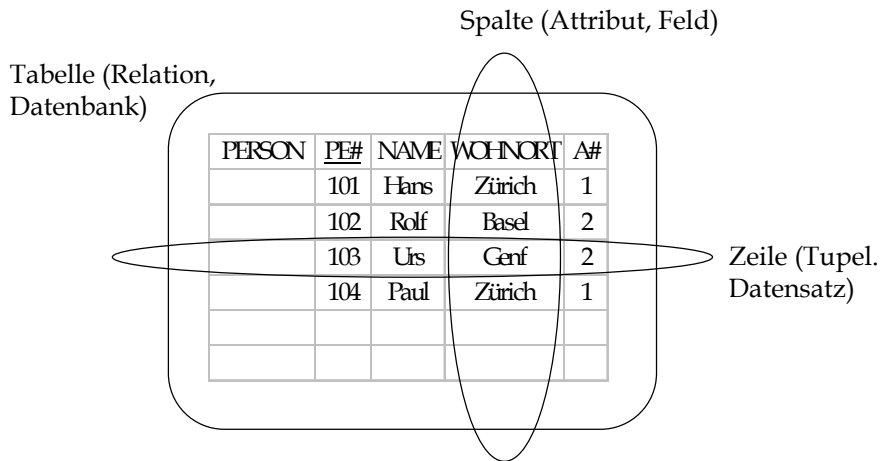 Spalte (Attribut, Feld)
Tabelle (Relation,
Datenbank)
PERSON PE# NAME WOHNORT A#
101 Hans Zürich 1
102 Rolf Basel 2
103 Urs Genf 2
104 Paul Zürich 1
Zeile (Tupel.
Datensatz)